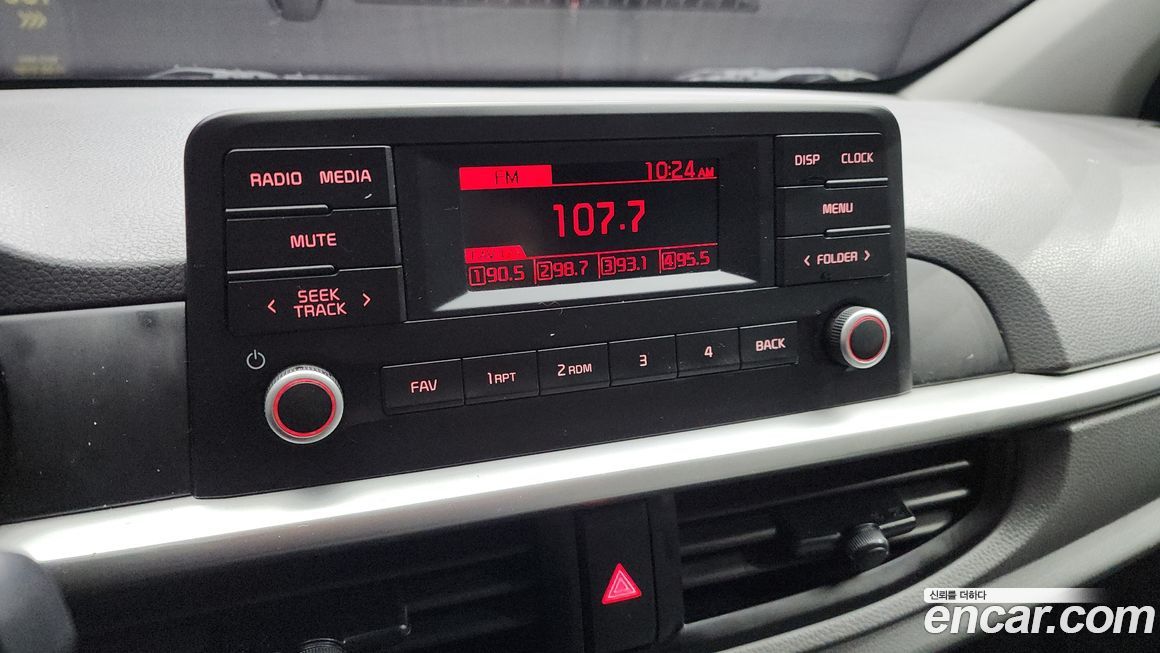 RADIO MEDIA
DISP CLOCK
FM 10:24 AM
MUTE
107.7
MENU
< FOLDER >
1 90.5 2 98.7 3 93.1 4 95.5
< SEEK TRACK >
FAV 1 RPT 2 RDM 3 4 BACK
신뢰를 더하다
encar.com